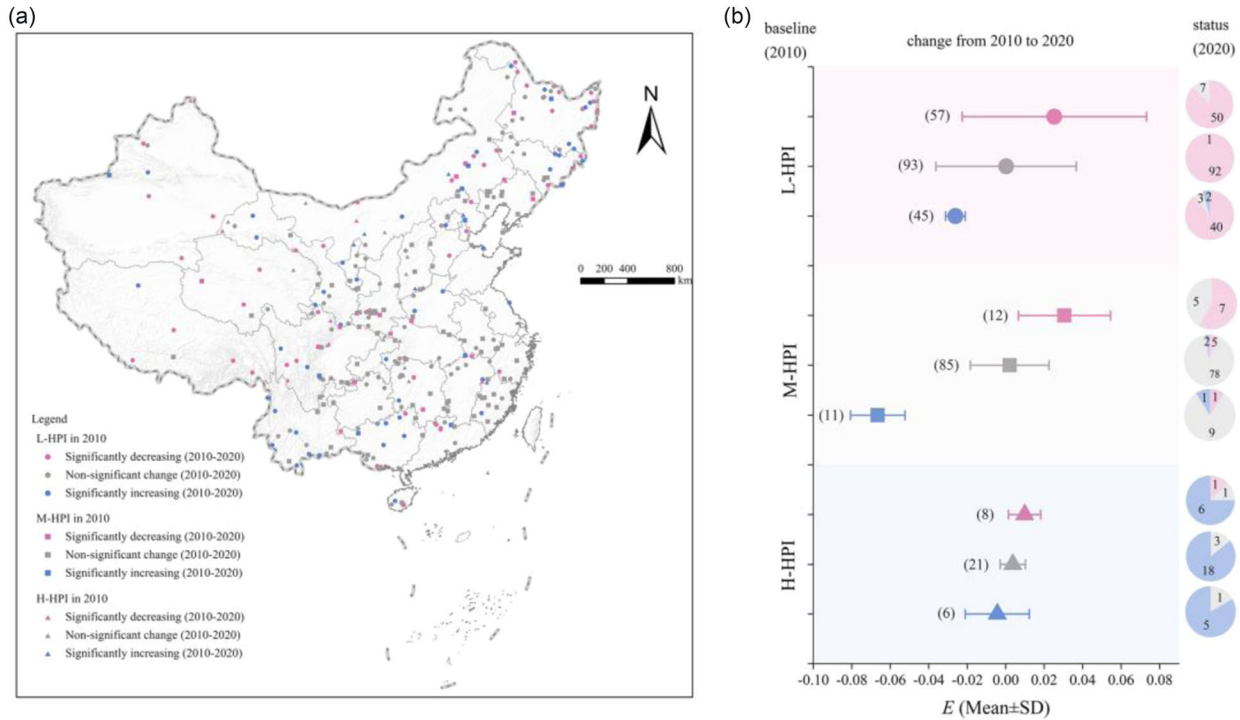 (a)
N
0 200 400 800
km
Legend
L-HPI in 2010
Significantly decreasing (2010-2020)
Non-significant change (2010-2020)
Significantly increasing (2010-2020)
M-HPI in 2010
Significantly decreasing (2010-2020)
Non-significant change (2010-2020)
Significantly increasing (2010-2020)
H-HPI in 2010
Significantly decreasing (2010-2020)
Non-significant change (2010-2020)
Significantly increasing (2010-2020)
(b)
baseline
(2010)
change from 2010 to 2020
status
(2020)
L-HPI
(57)
7
50
(93)
1
92
(45)
3 2
40
M-HPI
(12)
5
7
(85)
2 5
78
(11)
1 1
9
H-HPI
(8)
1
1
6
(21)
3
18
(6)
1
5
-0.10 -0.08 -0.06 -0.04 -0.02 0.00 0.02 0.04 0.06 0.08
E (Mean±SD)